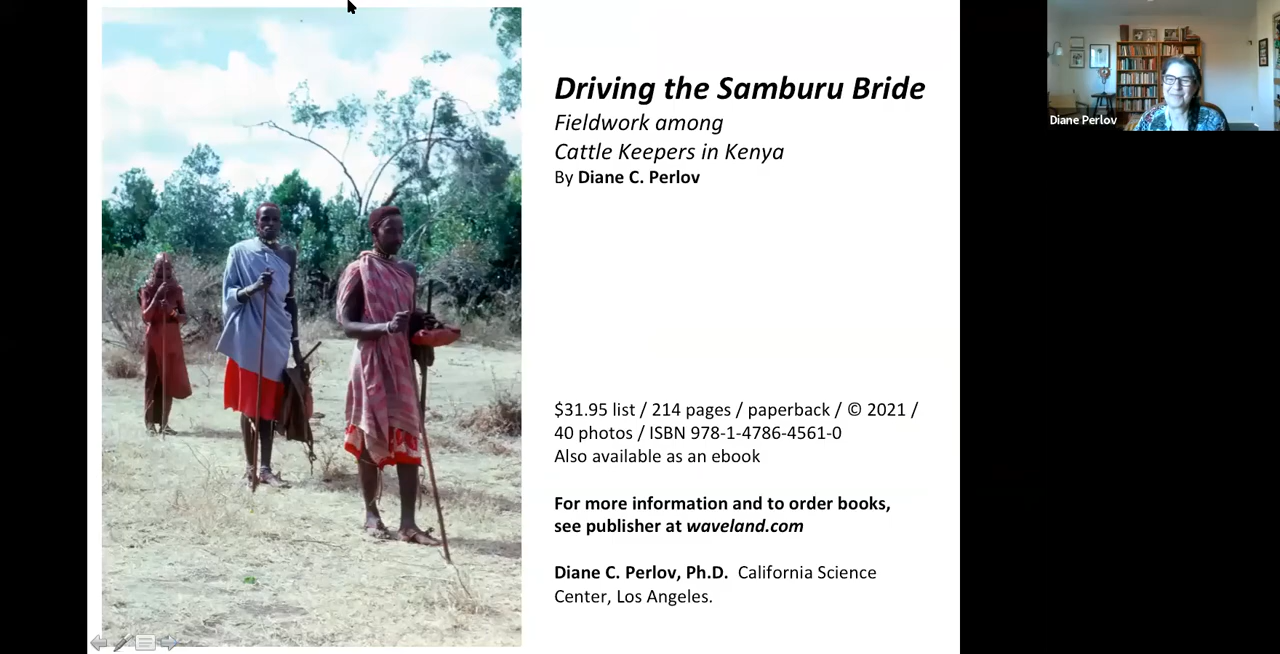 Driving the Samburu Bride
Fieldwork among
Cattle Keepers in Kenya
By Diane C. Perlov
$31.95 list / 214 pages / paperback / © 2021 /
40 photos / ISBN 978-1-4786-4561-0
Also available as an ebook
For more information and to order books,
see publisher at waveland.com
Diane C. Perlov, Ph.D.  California Science
Center, Los Angeles.
Diane Perlov